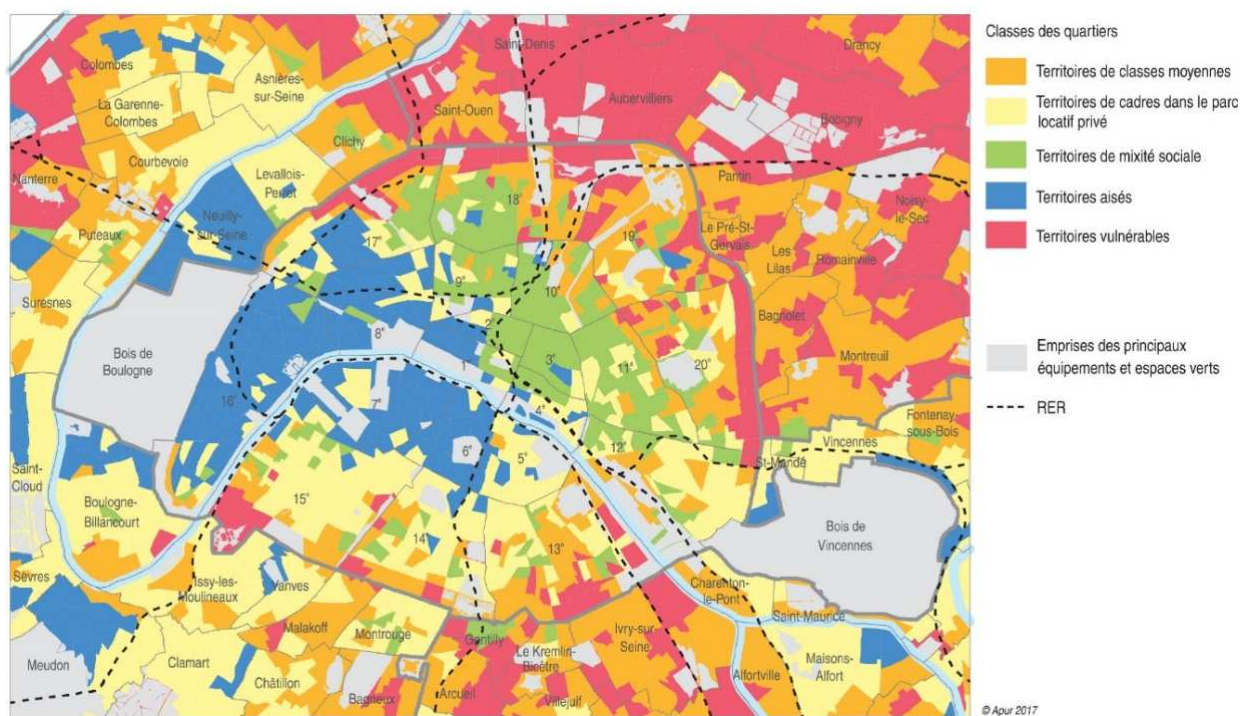 Classes des quartiers
Territoires de classes moyennes
Territoires de cadres dans le parc
locatif privé
Territoires de mixité sociale
Territoires aisés
Territoires vulnérables
Emprises des principaux
équipements et espaces verts
RER
Colombes
Asnières-
sur-Seine
La Garenne-
Colombes
Courbevoie
Clichy
Saint-Ouen
Saint-Denis
Aubervilliers
Drancy
Bobigny
Nanterre
Levallois-
Perret
Neuilly-
sur-Seine
Puteaux
Suresnes
Pantin
Noisy-
le-Sec
Le Pré-St-
Gervais
Les
Lilas
Romainville
Bagnolet
Montreuil
17e
18e
19e
9e
10e
2e
8e
1e
3e
11e
20e
Bois de
Boulogne
16e
7e
4e
6e
5e
12e
15e
14e
13e
Fontenay-
sous-Bois
Vincennes
St-Mandé
Bois de
Vincennes
Saint-
Cloud
Boulogne-
Billancourt
Sèvres
Issy-les-
Moulineaux
Vanves
Malakoff
Montrouge
Meudon
Clamart
Châtillon
Bagneux
Gentilly
Arcueil
Le Kremlin-
Bicêtre
Villejuif
Ivry-sur-
Seine
Charenton-
le-Pont
Saint-Maurice
Alfortville
Maisons-
Alfort
© Apur 2017